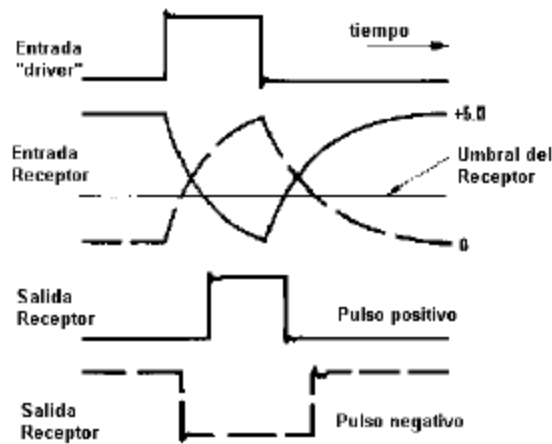 tiempo
Entrada
"driver"
+5.0
Entrada
Receptor
Umbral del
Receptor
0
Salida
Receptor
Pulso positivo
Salida
Receptor
Pulso negativo